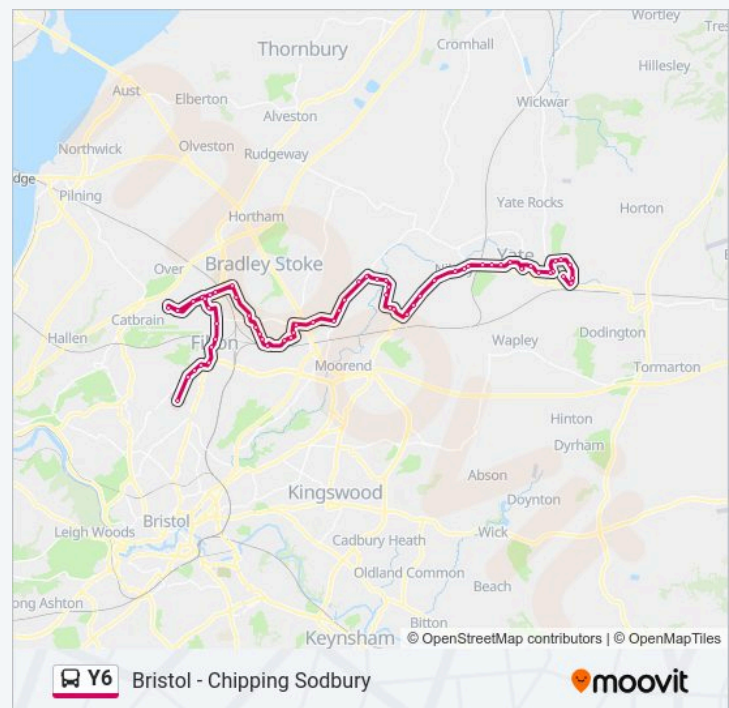 Wortley
Thornbury
Cromhall
Tres
Hillesley
Aust
Elberton
Wickwar
Alveston
Northwick
Olveston
Rudgeway
dge
Pilning
Yate Rocks
Hortham
Horton
Over
Bradley Stoke
Ni
Yate
Hallen
Catbrain
Filton
Wapley
Dodington
Moorend
Tormarton
Hinton
Dyrham
Abson
Kingswood
Doynton
Bristol
Leigh Woods
Cadbury Heath
Wick
Oldland Common
Beach
ong Ashton
Bitton
Keynsham
© OpenStreetMap contributors | © OpenMapTiles
Y6 Bristol - Chipping Sodbury
moovit